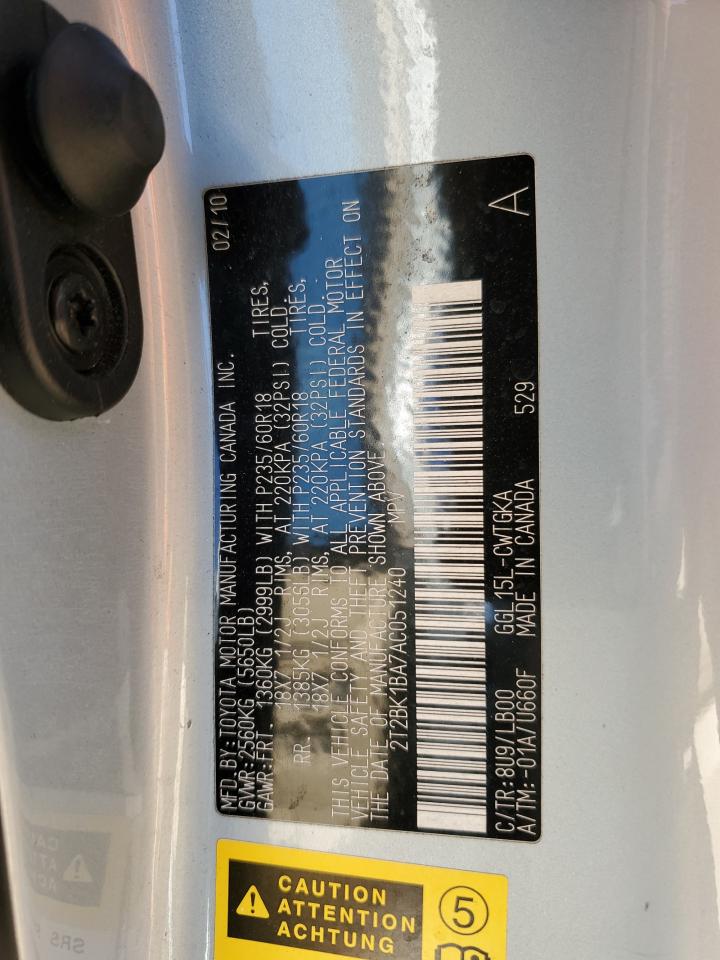 MFD.BY:TOYOTA MOTOR MANUFACTURING CANADA INC. 02/10
GVWR:2560KG (5650LB)
GAWR:FRT. 1360KG (2999LB) WITH P235/60R18 TIRES,
18X7 1/2J RIMS, AT 220KPA (32PSI) COLD.
RR. 1385KG (3056LB) WITH P235/60R18 TIRES,
18X7 1/2J RIMS, AT 220KPA (32PSI) COLD.
THIS VEHICLE CONFORMS TO ALL APPLICABLE FEDERAL MOTOR
VEHICLE SAFETY AND THEFT PREVENTION STANDARDS IN EFFECT ON
THE DATE OF MANUFACTURE SHOWN ABOVE.
2T2BK1BA7AC051240 MPV
C/TR:8U9/LB00 GGL15L-CWTGKA A
A/TM:-01A/U660F MADE IN CANADA 529
CAUTION
ATTENTION
ACHTUNG
5